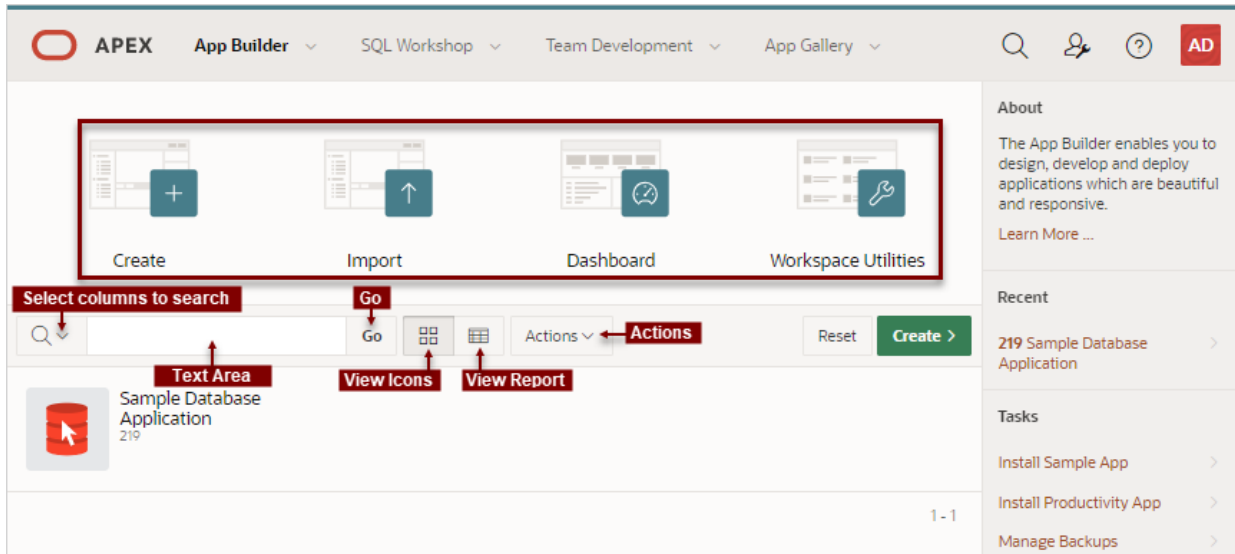 APEX App Builder SQL Workshop Team Development App Gallery AD
Create Import Dashboard Workspace Utilities
Select columns to search Go
Go Actions Actions Reset Create >
Text Area View Icons View Report
Sample Database
Application
219
1 - 1
About
The App Builder enables you to
design, develop and deploy
applications which are beautiful
and responsive.
Learn More ...
Recent
219 Sample Database
Application
Tasks
Install Sample App
Install Productivity App
Manage Backups